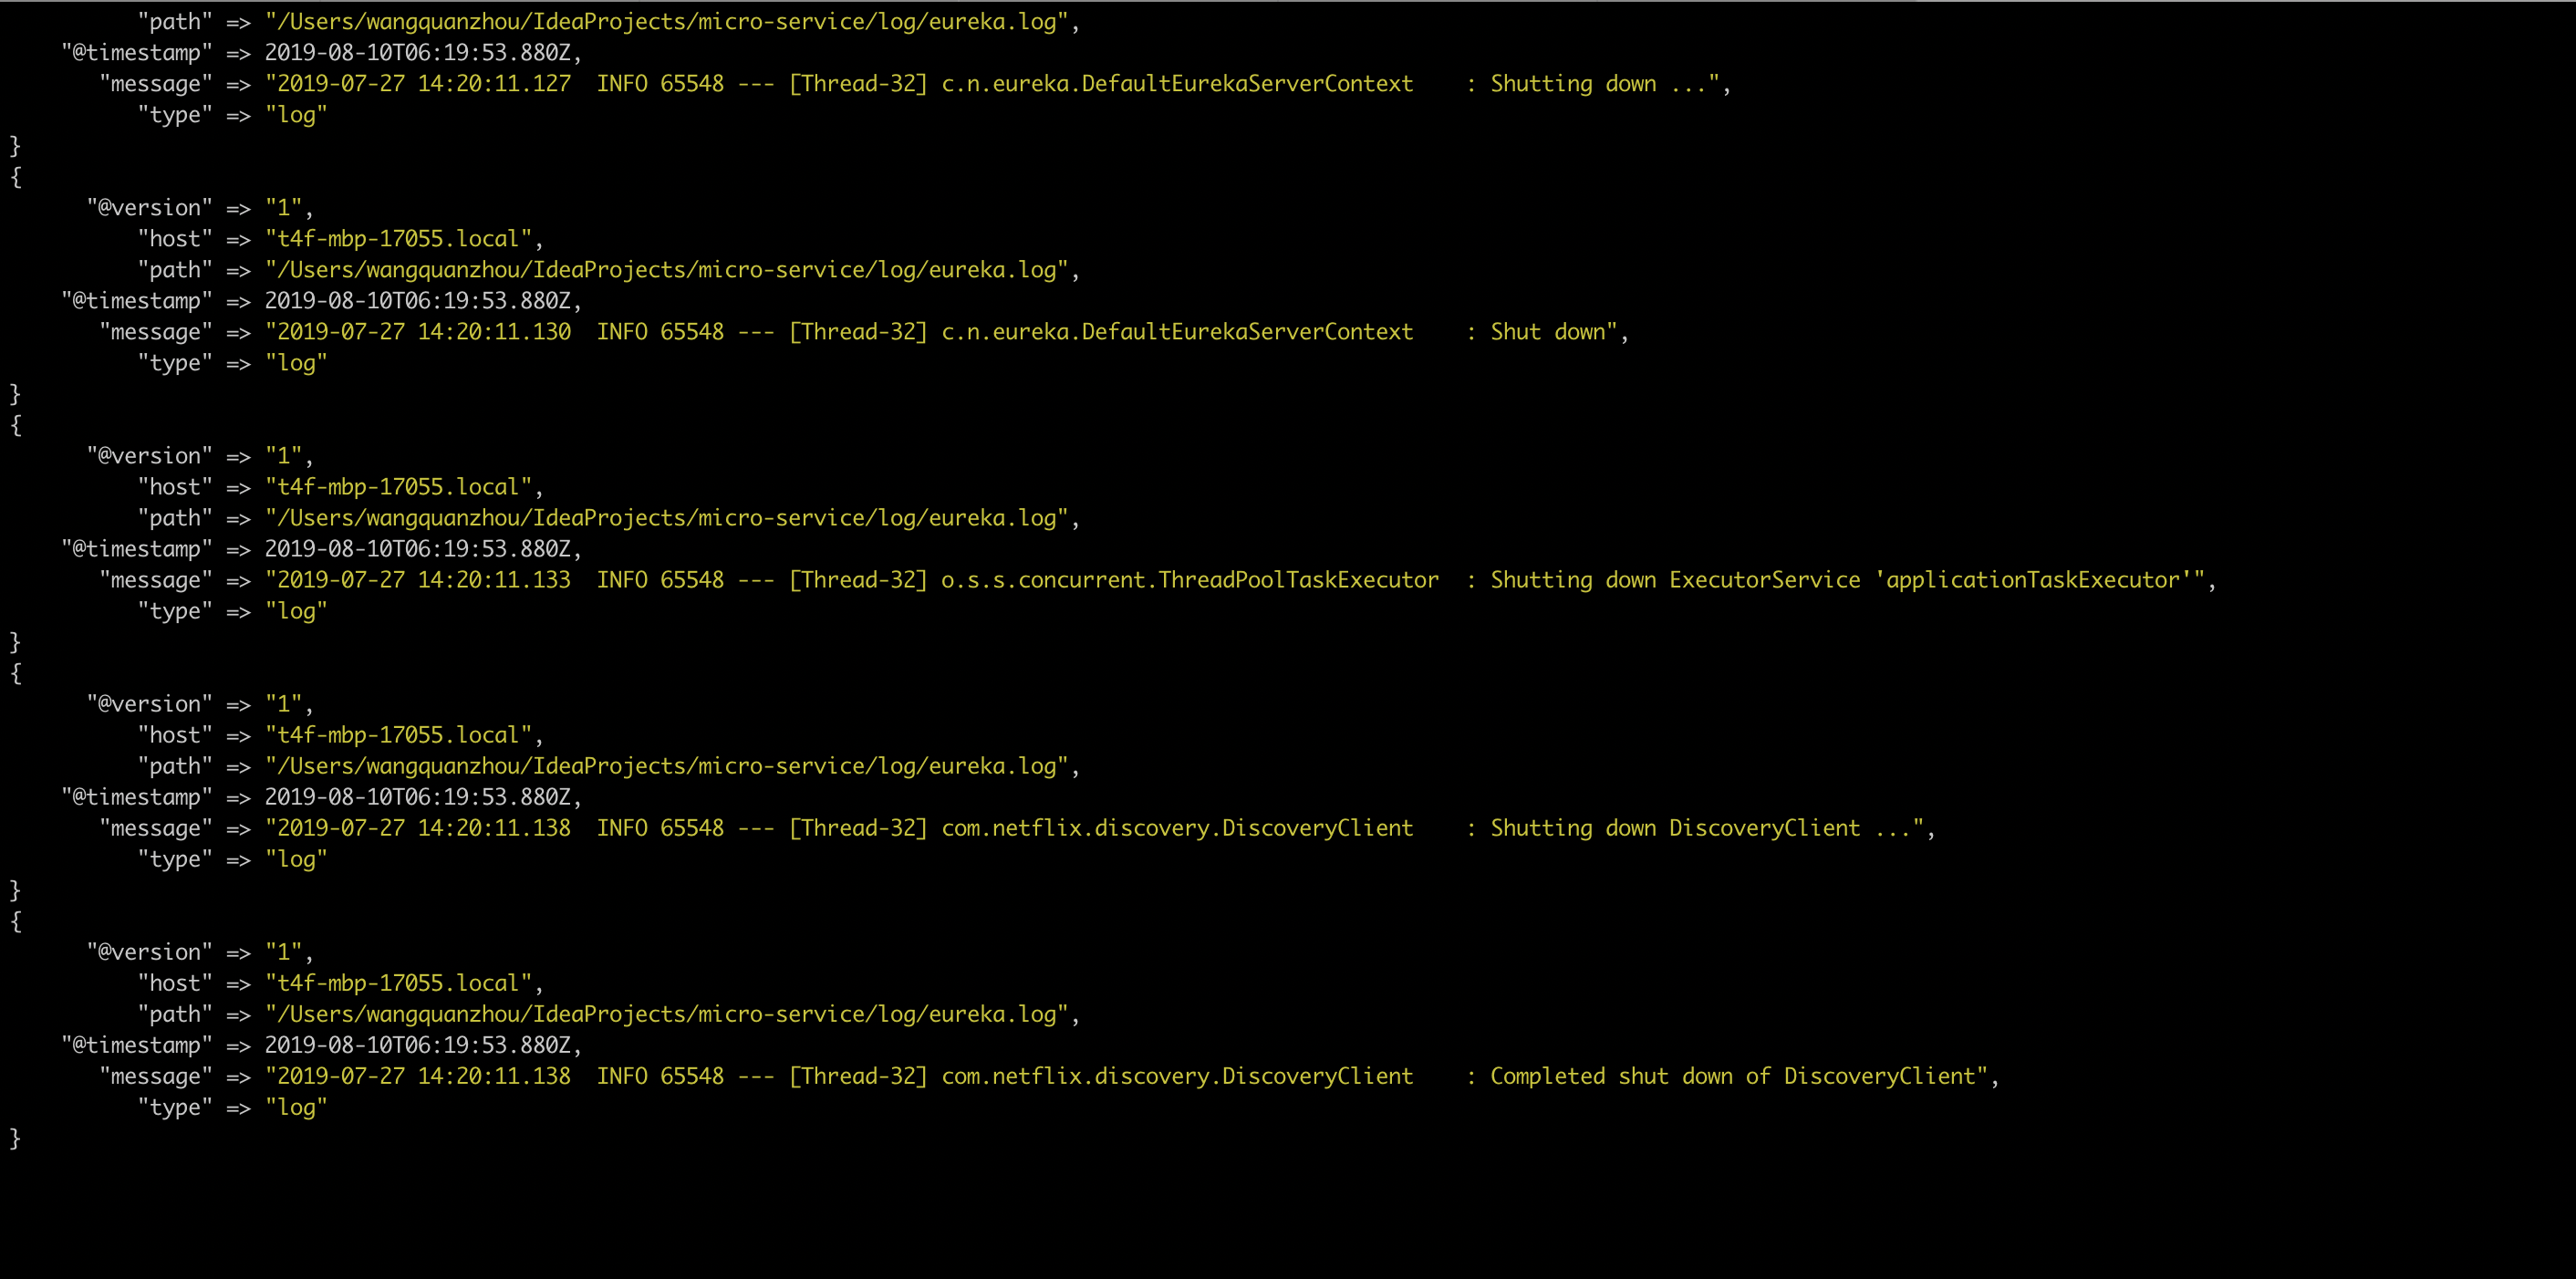 "path" => "/Users/wangquanzhou/IdeaProjects/micro-service/log/eureka.log",
"@timestamp" => 2019-08-10T06:19:53.880Z,
"message" => "2019-07-27 14:20:11.127  INFO 65548 --- [Thread-32] c.n.eureka.DefaultEurekaServerContext    : Shutting down ...",
"type" => "log"
}
{
"@version" => "1",
"host" => "t4f-mbp-17055.local",
"path" => "/Users/wangquanzhou/IdeaProjects/micro-service/log/eureka.log",
"@timestamp" => 2019-08-10T06:19:53.880Z,
"message" => "2019-07-27 14:20:11.130  INFO 65548 --- [Thread-32] c.n.eureka.DefaultEurekaServerContext    : Shut down",
"type" => "log"
}
{
"@version" => "1",
"host" => "t4f-mbp-17055.local",
"path" => "/Users/wangquanzhou/IdeaProjects/micro-service/log/eureka.log",
"@timestamp" => 2019-08-10T06:19:53.880Z,
"message" => "2019-07-27 14:20:11.133  INFO 65548 --- [Thread-32] o.s.s.concurrent.ThreadPoolTaskExecutor  : Shutting down ExecutorService 'applicationTaskExecutor'",
"type" => "log"
}
{
"@version" => "1",
"host" => "t4f-mbp-17055.local",
"path" => "/Users/wangquanzhou/IdeaProjects/micro-service/log/eureka.log",
"@timestamp" => 2019-08-10T06:19:53.880Z,
"message" => "2019-07-27 14:20:11.138  INFO 65548 --- [Thread-32] com.netflix.discovery.DiscoveryClient    : Shutting down DiscoveryClient ...",
"type" => "log"
}
{
"@version" => "1",
"host" => "t4f-mbp-17055.local",
"path" => "/Users/wangquanzhou/IdeaProjects/micro-service/log/eureka.log",
"@timestamp" => 2019-08-10T06:19:53.880Z,
"message" => "2019-07-27 14:20:11.138  INFO 65548 --- [Thread-32] com.netflix.discovery.DiscoveryClient    : Completed shut down of DiscoveryClient",
"type" => "log"
}